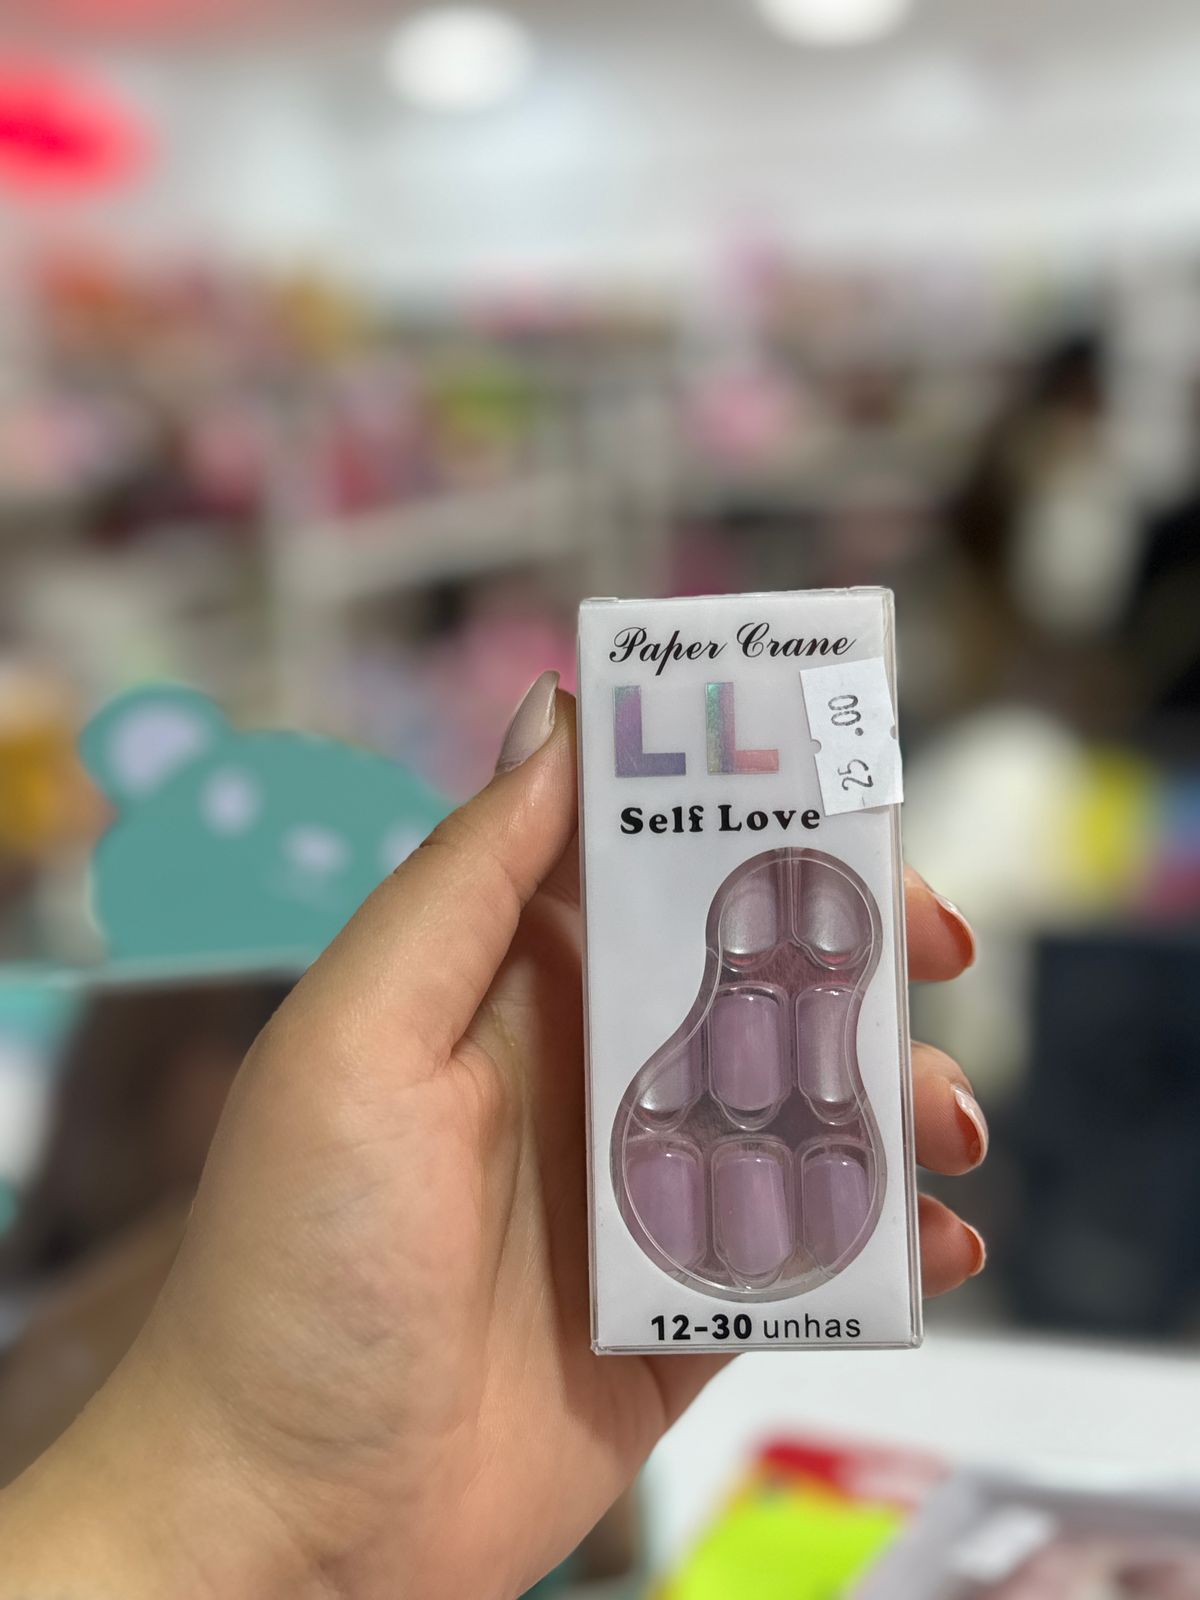 Paper Crane
LL
25.00
Self Love
12-30 unhas